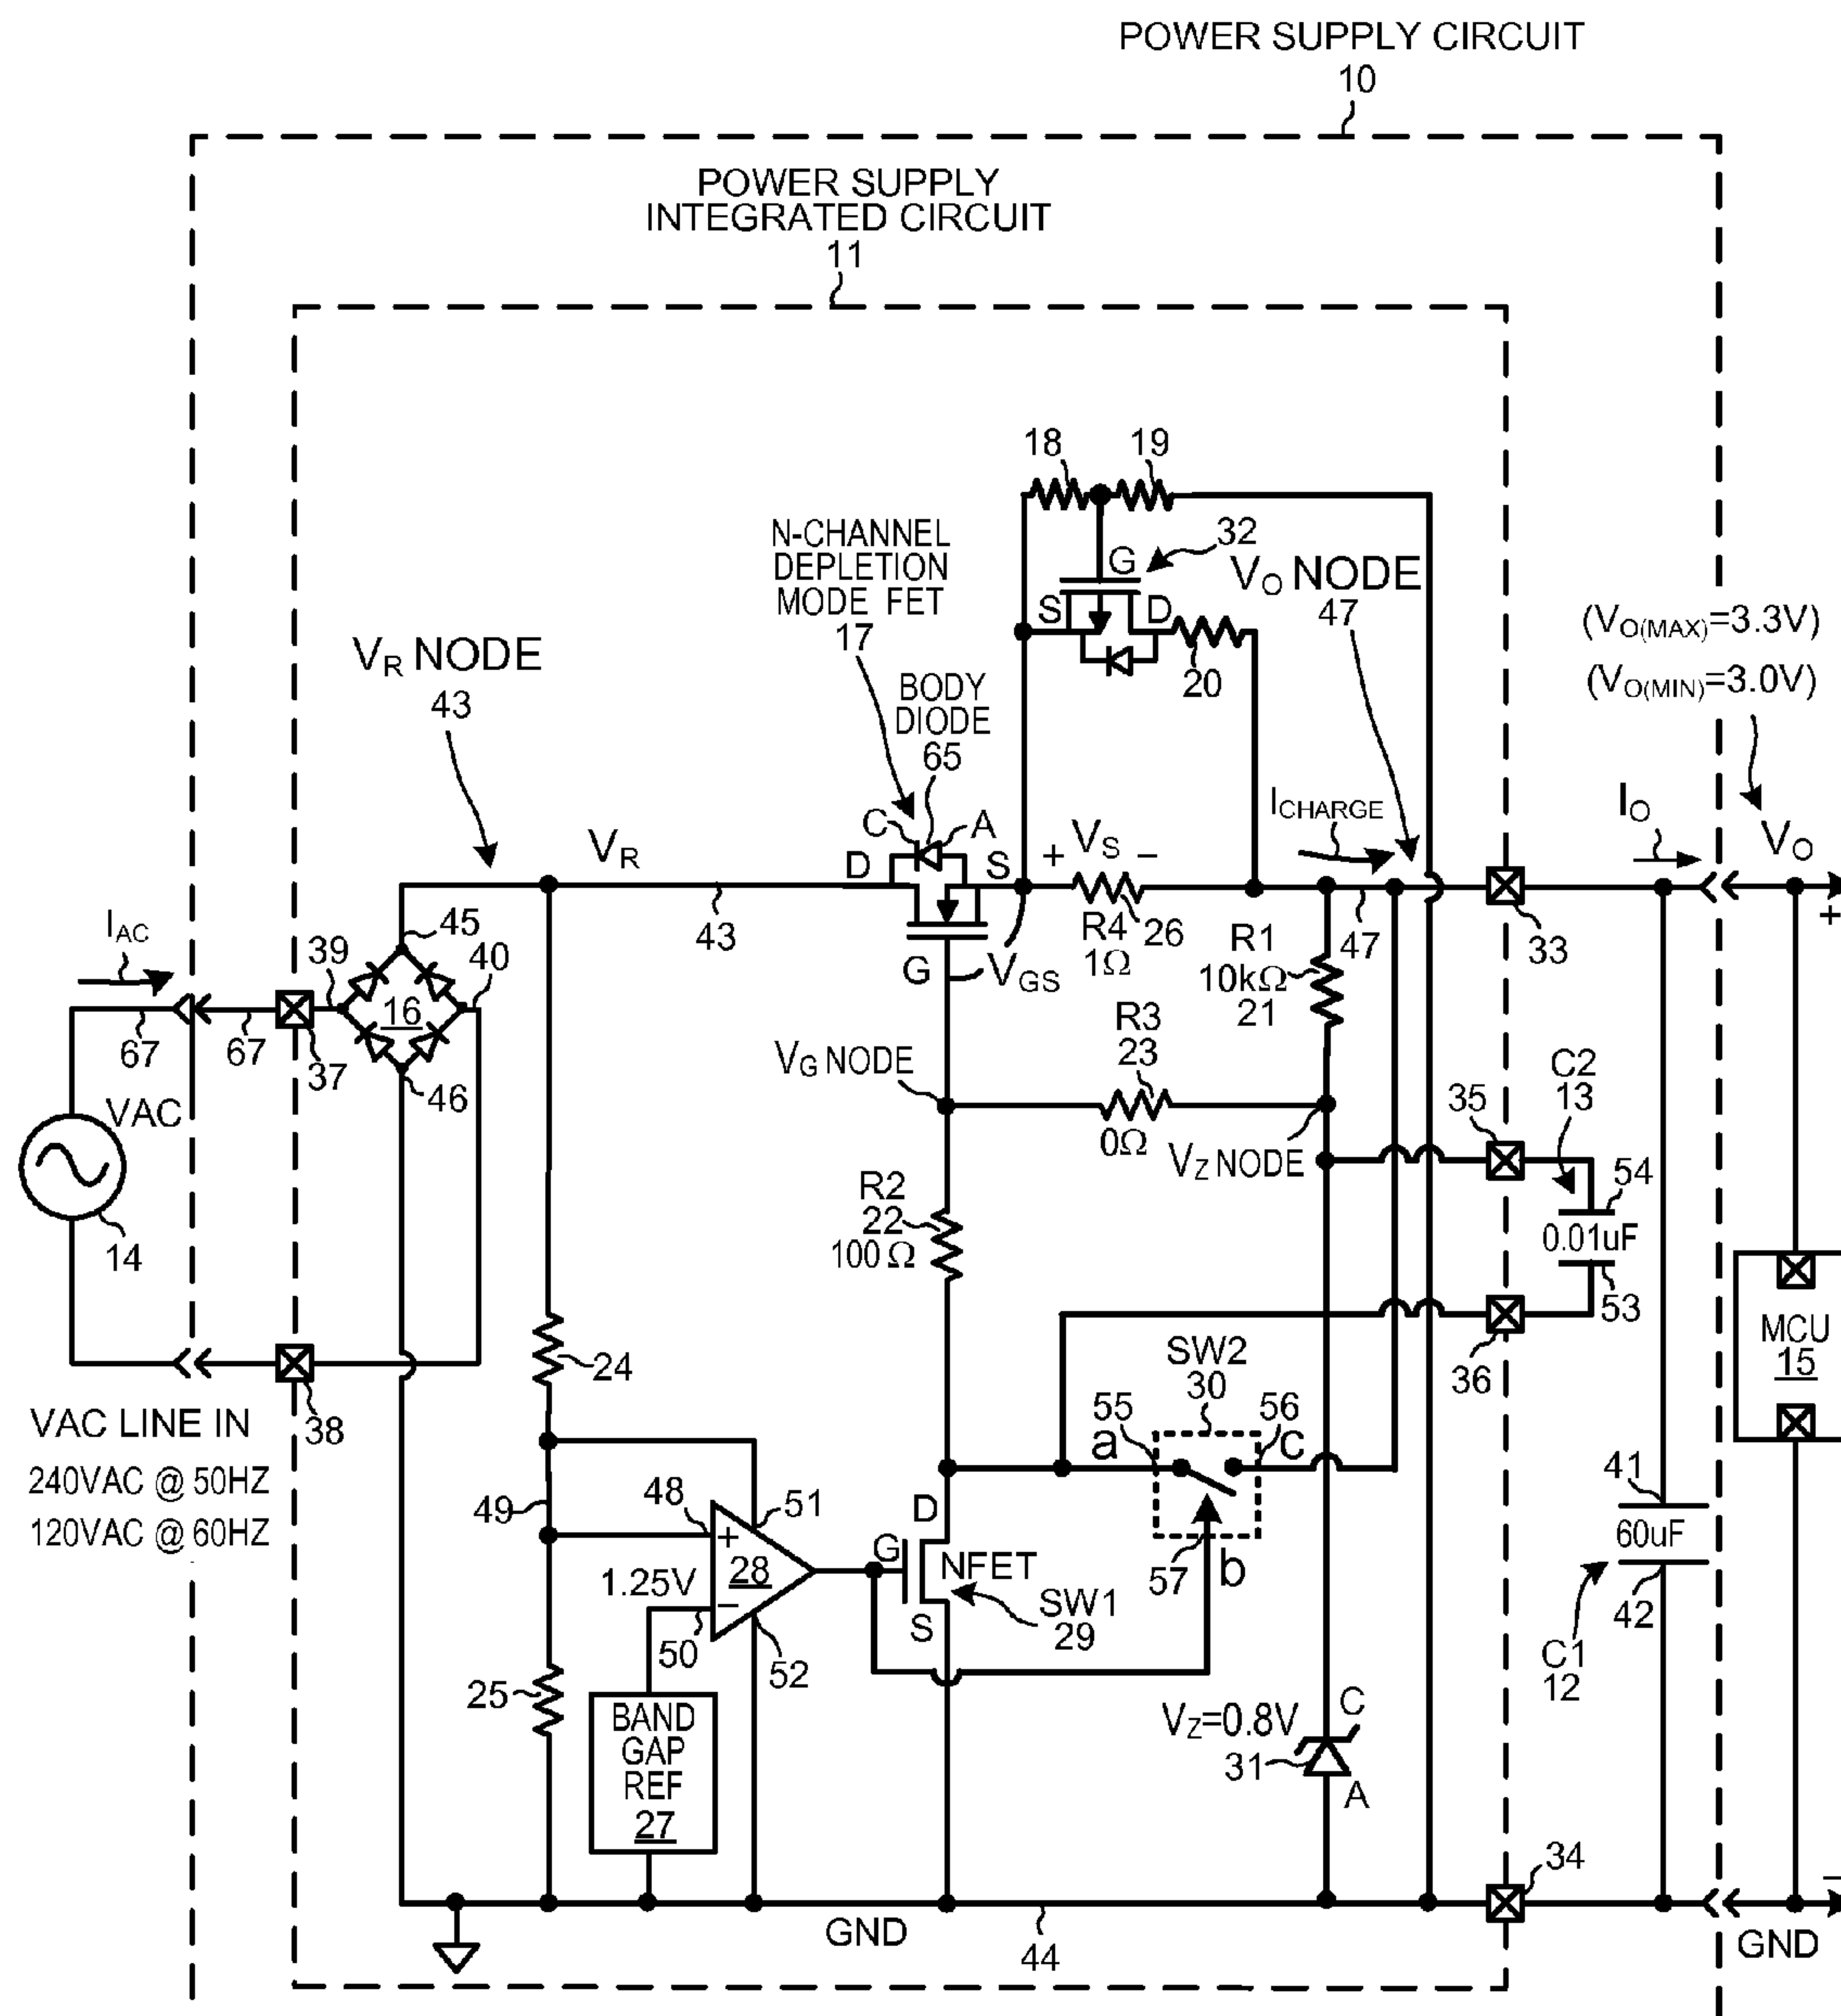 POWER SUPPLY CIRCUIT
10
POWER SUPPLY
INTEGRATED CIRCUIT
11
18
19
N-CHANNEL
DEPLETION
MODE FET
17
32
G
S
D
20
VO NODE
47
(VO(MAX)=3.3V)
(VO(MIN)=3.0V)
VR NODE
43
BODY
DIODE
65
C
A
D
S
G
VR
43
+ VS −
ICHARGE
IO
VO
+
R4
1Ω
26
VGS
R1
10kΩ
21
47
33
IAC
39
45
40
16
67
67
37
46
VAC
14
VG NODE
R3
23
0Ω
VZ NODE
35
C2
13
54
0.01uF
53
36
R2
22
100 Ω
24
38
VAC LINE IN
240VAC @ 50HZ
120VAC @ 60HZ
SW2
30
55
a
56
c
57
b
MCU
15
41
60uF
42
C1
12
49
48
51
+
28
1.25V
−
50
52
D
G
NFET
S
SW1
29
25
BAND
GAP
REF
27
VZ=0.8V
C
31
A
34
GND
44
−
GND